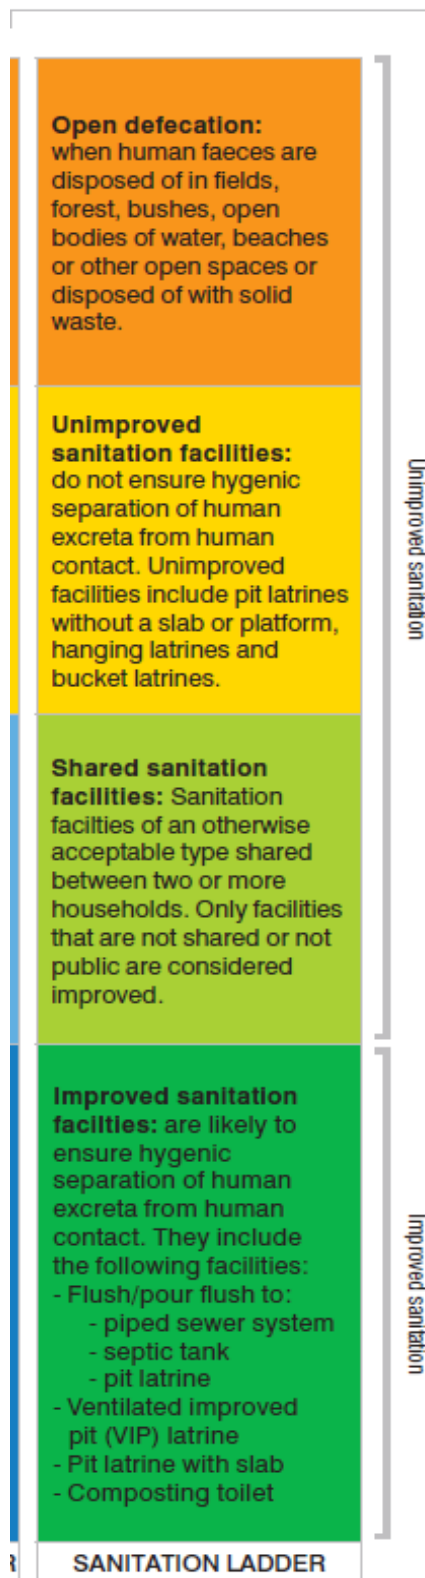 Open defecation:
when human faeces are
disposed of in fields,
forest, bushes, open
bodies of water, beaches
or other open spaces or
disposed of with solid
waste.
Unimproved
sanitation facilities:
do not ensure hygenic
separation of human
excreta from human
contact. Unimproved
facilities include pit latrines
without a slab or platform,
hanging latrines and
bucket latrines.
Shared sanitation
facilities: Sanitation
facilties of an otherwise
acceptable type shared
between two or more
households. Only facilities
that are not shared or not
public are considered
improved.
Unimproved sanitation
Improved sanitation
facilties: are likely to
ensure hygenic
separation of human
excreta from human
contact. They include
the following facilities:
- Flush/pour flush to:
- piped sewer system
- septic tank
- pit latrine
- Ventilated improved
pit (VIP) latrine
- Pit latrine with slab
- Composting toilet
Improved sanitation
SANITATION LADDER